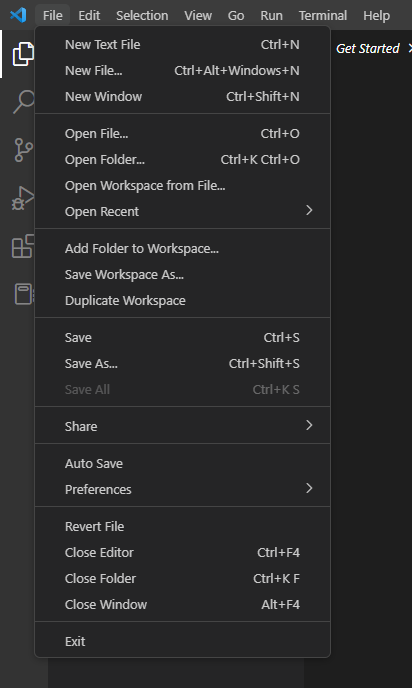 File Edit Selection View Go Run Terminal Help
Get Started
New Text File Ctrl+N
New File... Ctrl+Alt+Windows+N
New Window Ctrl+Shift+N
Open File... Ctrl+O
Open Folder... Ctrl+K Ctrl+O
Open Workspace from File...
Open Recent
Add Folder to Workspace...
Save Workspace As...
Duplicate Workspace
Save Ctrl+S
Save As... Ctrl+Shift+S
Save All Ctrl+K S
Share
Auto Save
Preferences
Revert File
Close Editor Ctrl+F4
Close Folder Ctrl+K F
Close Window Alt+F4
Exit